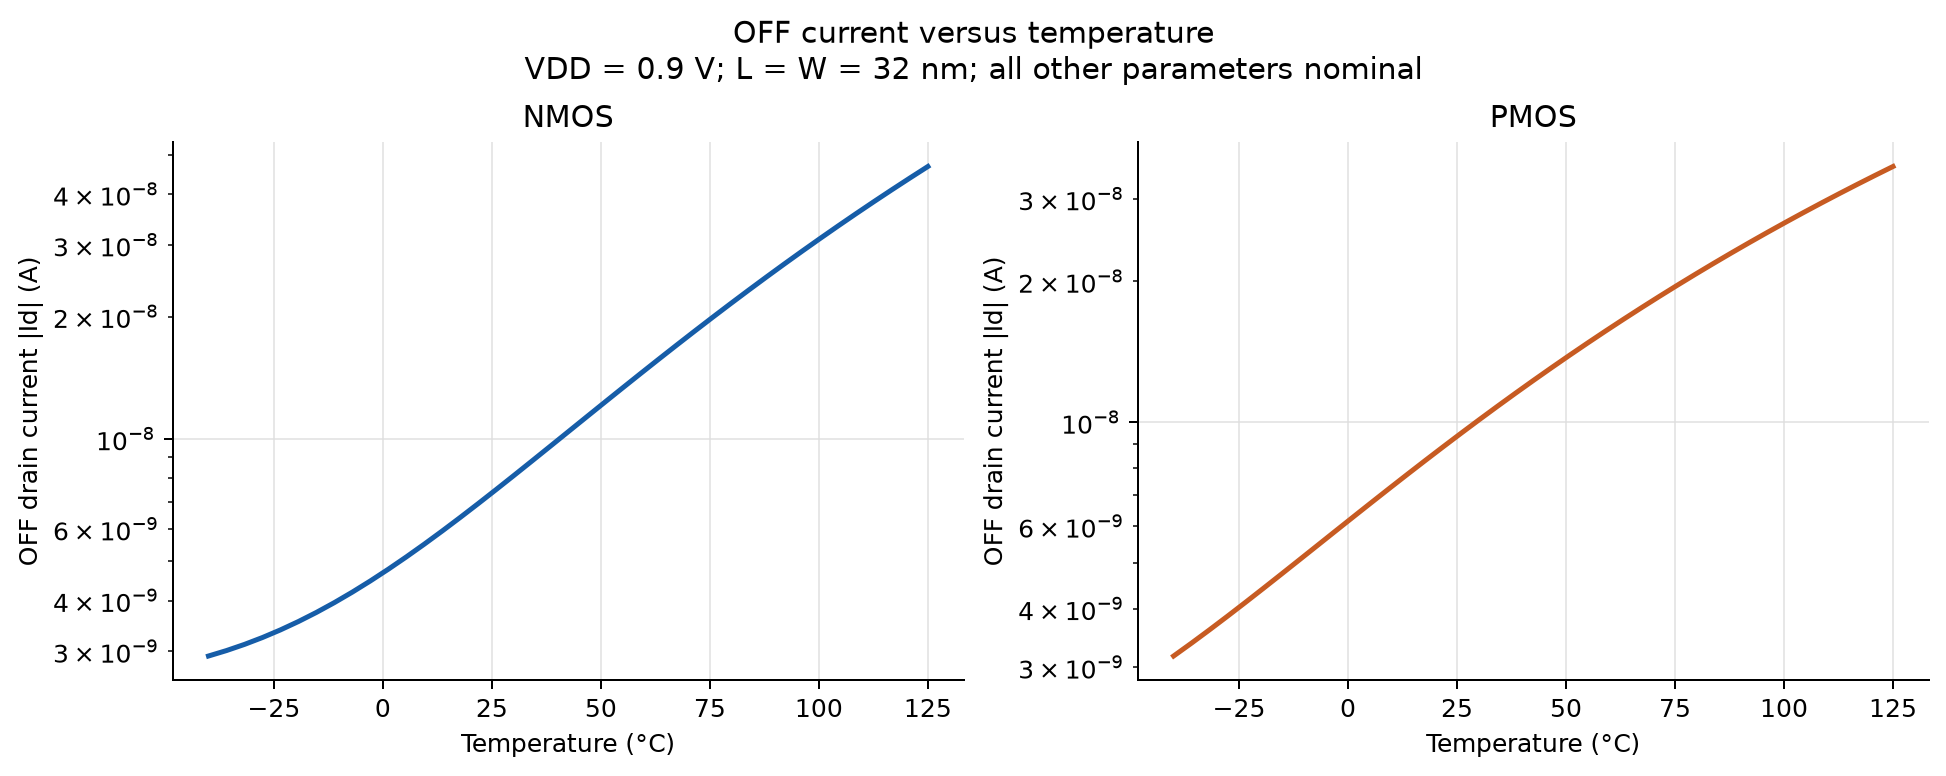 OFF current versus temperature
VDD = 0.9 V; L = W = 32 nm; all other parameters nominal
NMOS
OFF drain current |Id| (A)
4 × 10⁻⁸
3 × 10⁻⁸
2 × 10⁻⁸
10⁻⁸
6 × 10⁻⁹
4 × 10⁻⁹
3 × 10⁻⁹
−25 0 25 50 75 100 125
Temperature (°C)
PMOS
OFF drain current |Id| (A)
3 × 10⁻⁸
2 × 10⁻⁸
10⁻⁸
6 × 10⁻⁹
4 × 10⁻⁹
3 × 10⁻⁹
−25 0 25 50 75 100 125
Temperature (°C)